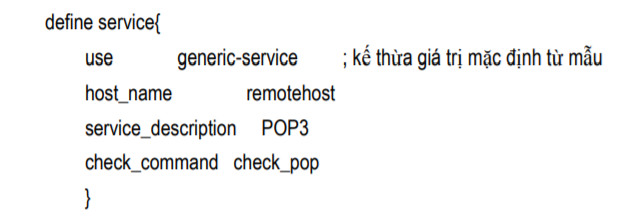 define service{
use generic-service ; kế thừa giá trị mặc định từ mẫu
host_name remotehost
service_description POP3
check_command check_pop
}